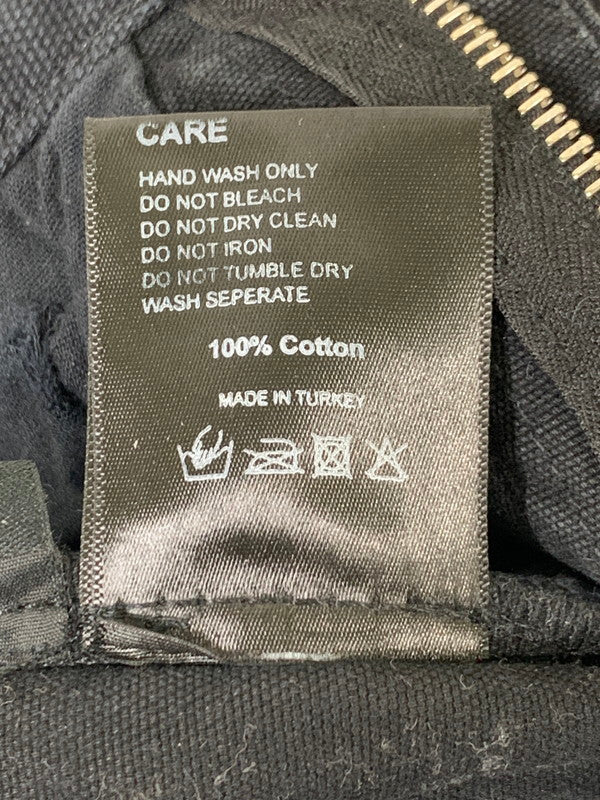 CARE
HAND WASH ONLY
DO NOT BLEACH
DO NOT DRY CLEAN
DO NOT IRON
DO NOT TUMBLE DRY
WASH SEPERATE
100% Cotton
MADE IN TURKEY